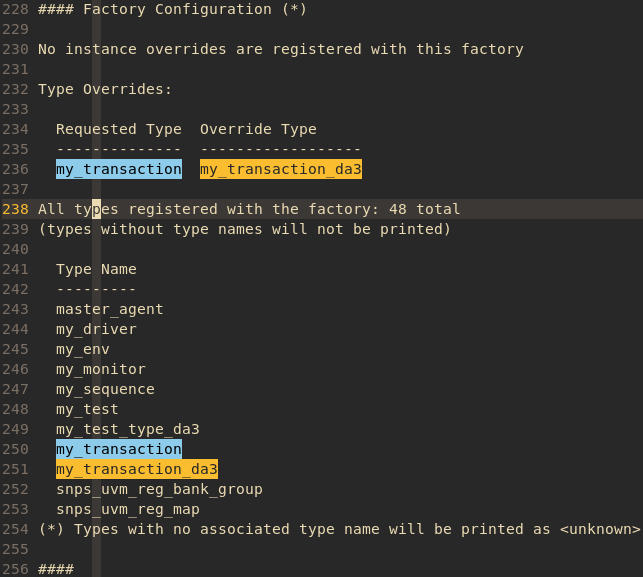 228 #### Factory Configuration (*)
229
230 No instance overrides are registered with this factory
231
232 Type Overrides:
233
234   Requested Type  Override Type
235   --------------  ------------------
236   my_transaction  my_transaction_da3
237
238 All types registered with the factory: 48 total
239 (types without type names will not be printed)
240
241   Type Name
242   ---------
243   master_agent
244   my_driver
245   my_env
246   my_monitor
247   my_sequence
248   my_test
249   my_test_type_da3
250   my_transaction
251   my_transaction_da3
252   snps_uvm_reg_bank_group
253   snps_uvm_reg_map
254 (*) Types with no associated type name will be printed as <unknown>
255
256 ####